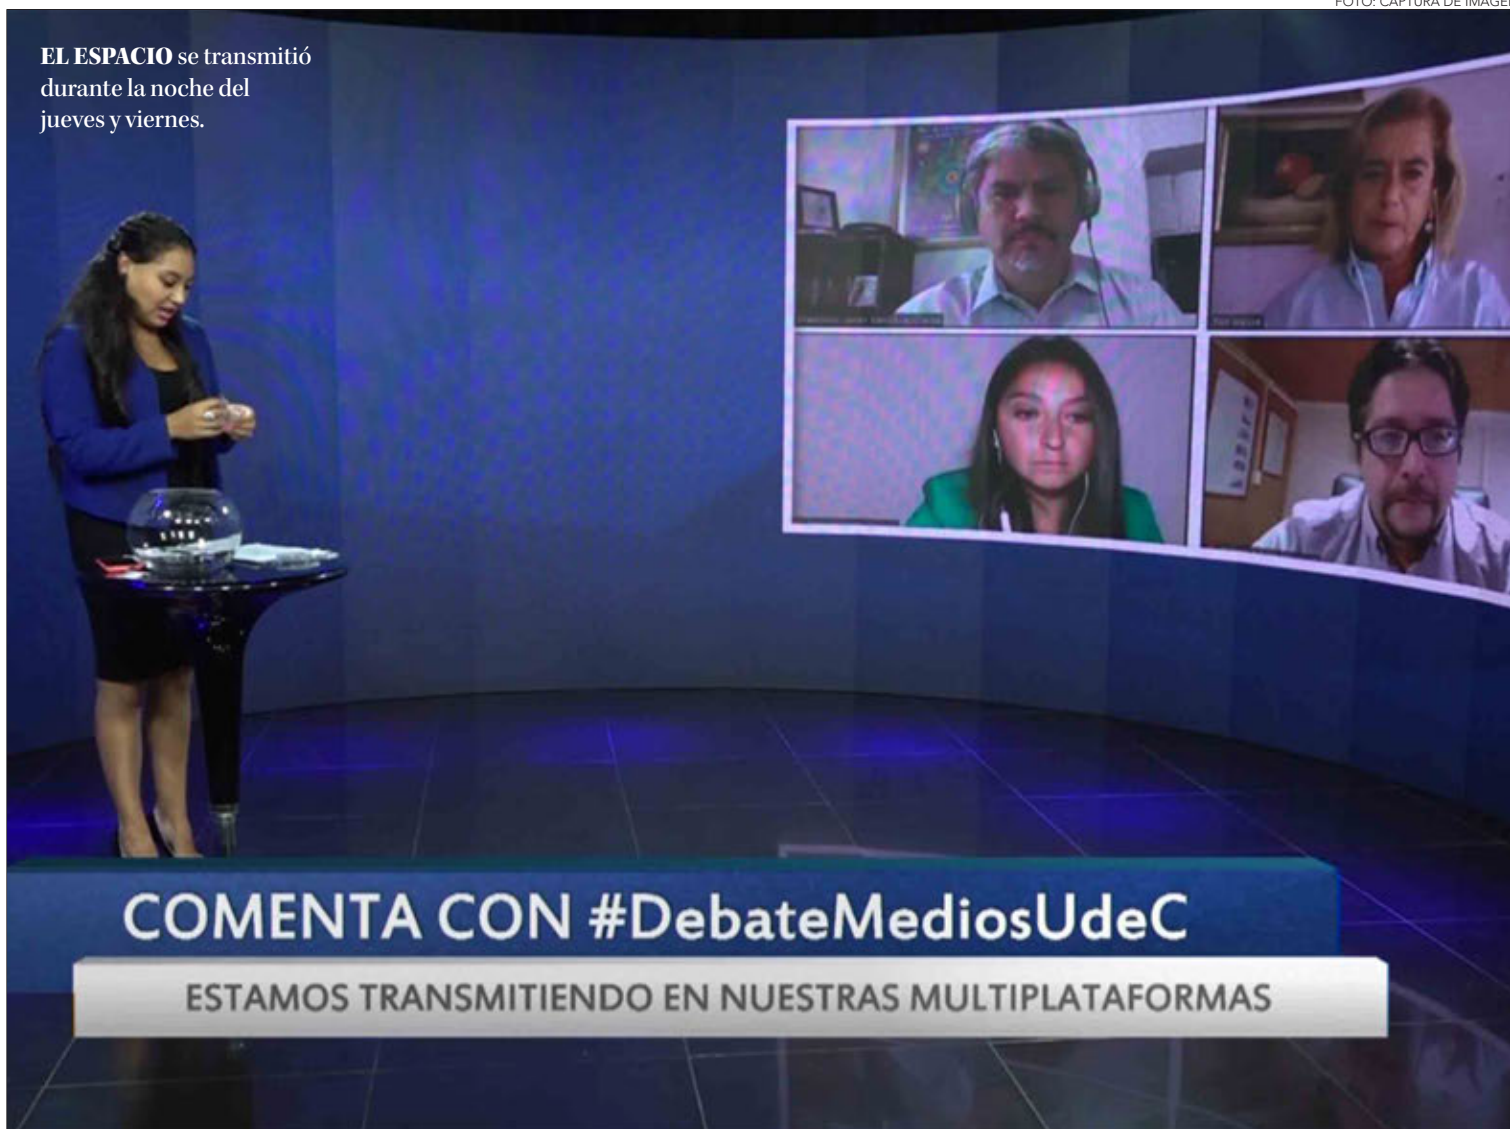 FOTO: CAPTURA DE IMAGEN
EL ESPACIO se transmitió
durante la noche del
jueves y viernes.
COMENTA CON #DebateMediosUdeC
ESTAMOS TRANSMITIENDO EN NUESTRAS MULTIPLATAFORMAS